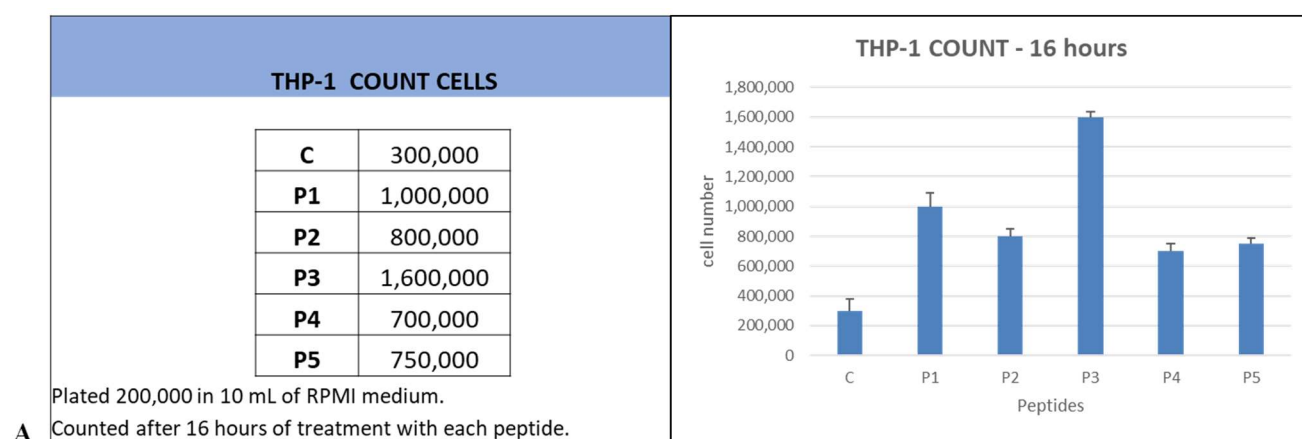 THP-1 COUNT CELLS
C 300,000
P1 1,000,000
P2 800,000
P3 1,600,000
P4 700,000
P5 750,000
Plated 200,000 in 10 mL of RPMI medium.
A Counted after 16 hours of treatment with each peptide.
THP-1 COUNT - 16 hours
1,800,000
1,600,000
1,400,000
1,200,000
1,000,000
800,000
600,000
400,000
200,000
0
cell number
C P1 P2 P3 P4 P5
Peptides